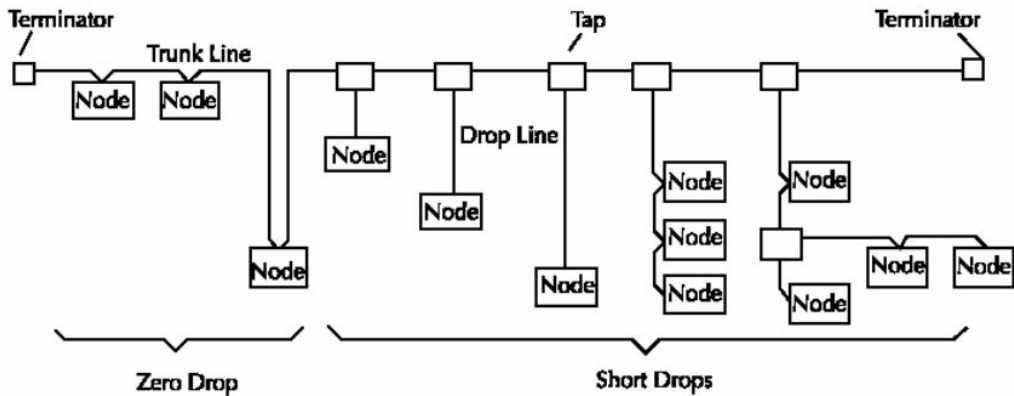 Terminator
Tap
Terminator
Trunk Line
Node
Node
Drop Line
Node
Node
Node
Node
Node
Node
Node
Node
Node
Node
Node
Node
Zero Drop
Short Drops